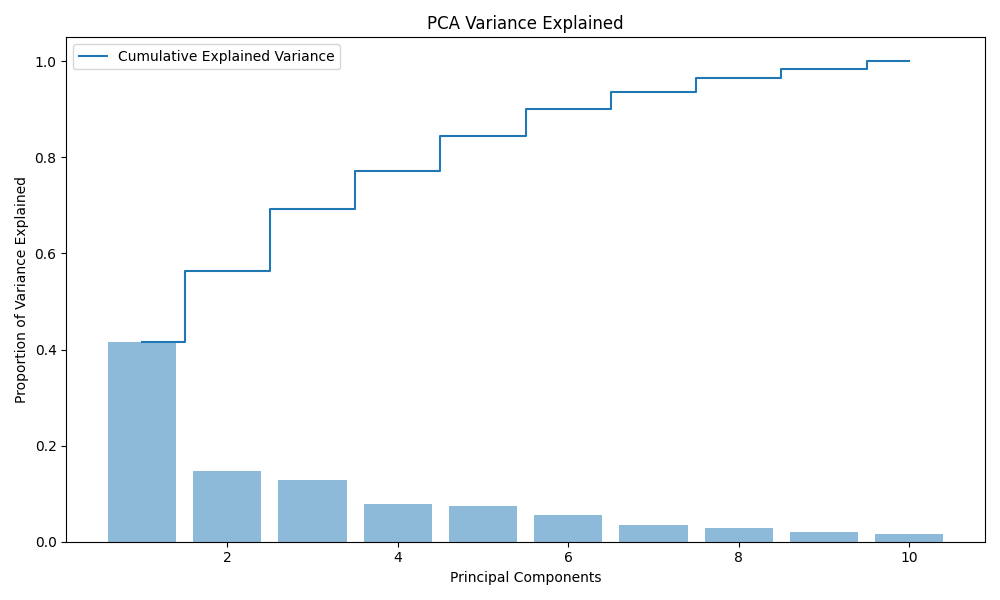 PCA Variance Explained
Cumulative Explained Variance
Proportion of Variance Explained
1.0
0.8
0.6
0.4
0.2
0.0
2 4 6 8 10
Principal Components